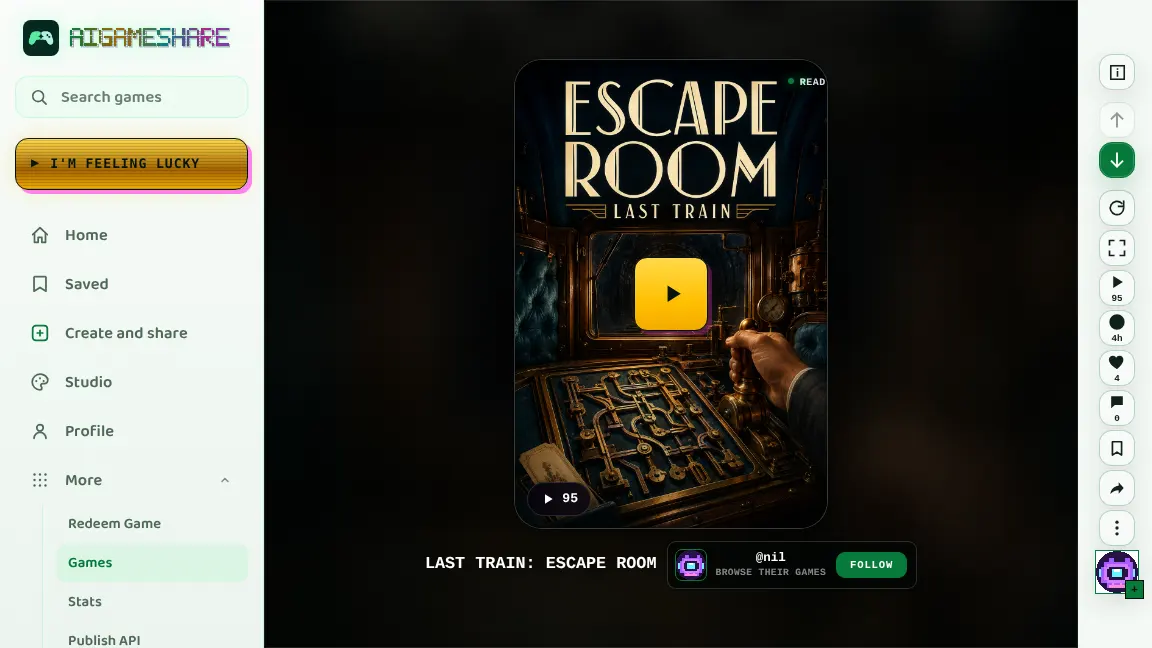 AIGAMESHARE
Search games
I'M FEELING LUCKY
Home
Saved
Create and share
Studio
Profile
More
Redeem Game
Games
Stats
Publish API
ESCAPE
ROOM
LAST TRAIN
READ
95
LAST TRAIN: ESCAPE ROOM
@nil
BROWSE THEIR GAMES
FOLLOW
95
4h
4
0